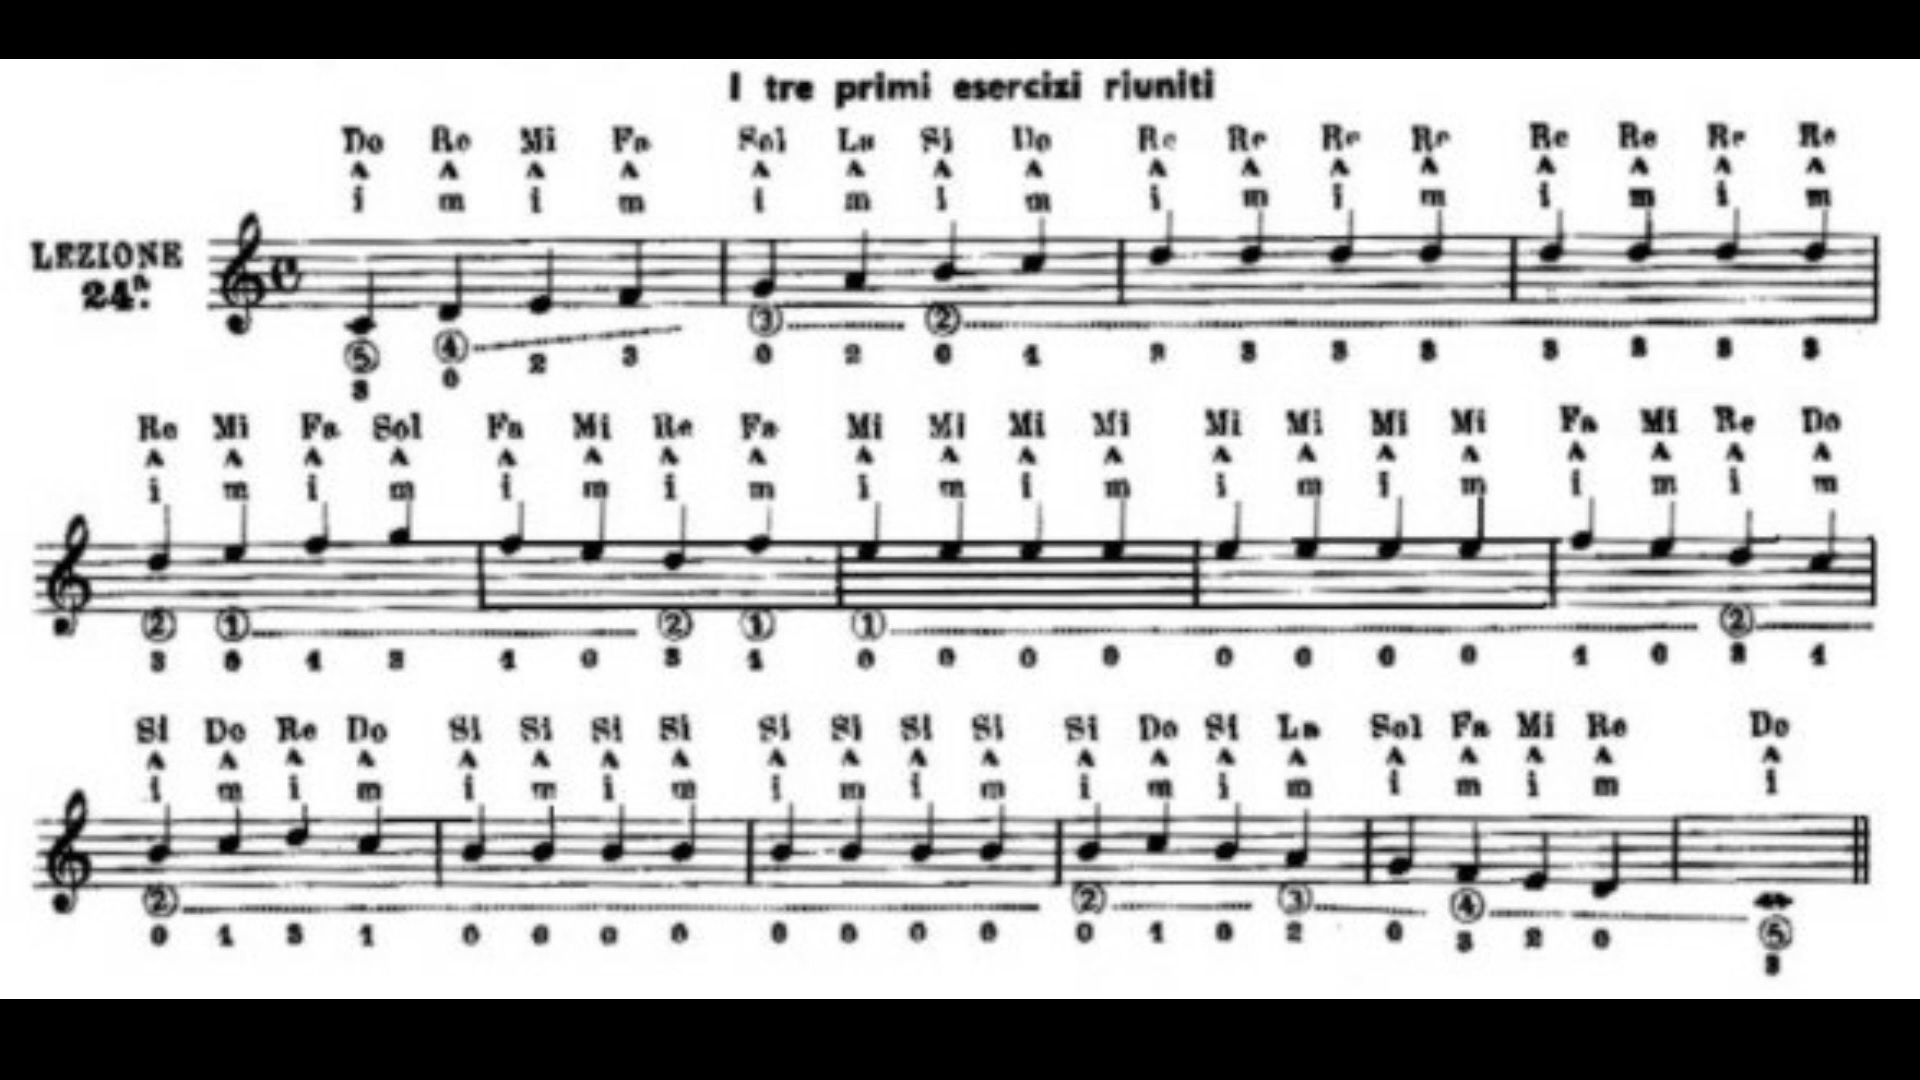 I tre primi esercizi riuniti
Do Re Mi Fa Sol La Si Do Re Re Re Re Re Re Re Re
^ ^ ^ ^ ^ ^ ^ ^ ^ ^ ^ ^ ^ ^ ^ ^
i m i m i m i m i m i m i m i m
LEZIONE
24ª.
⑤ ④ ③ ②
3 0 2 3 0 2 0 1 3 3 3 3 3 3 3
Re Mi Fa Sol Fa Mi Re Fa Mi Mi Mi Mi Mi Mi Mi Mi Fa Mi Re Do
^ ^ ^ ^ ^ ^ ^ ^ ^ ^ ^ ^ ^ ^ ^ ^ ^ ^ ^ ^
i m i m i m i m i m i m i m i m i m i m
② ① ② ① ① ②
3 0 1 3 1 0 3 1 0 0 0 0 0 0 0 0 1 0 3 1
Si Do Re Do Si Si Si Si Si Si Si Si Si Do Si La Sol Fa Mi Re Do
^ ^ ^ ^ ^ ^ ^ ^ ^ ^ ^ ^ ^ ^ ^ ^ ^ ^ ^ ^ ^
i m i m i m i m i m i m i m i m i m i m i
② ② ③ ④ ⑤
0 1 3 1 0 0 0 0 0 0 0 0 0 1 0 2 0 3 2 0 3